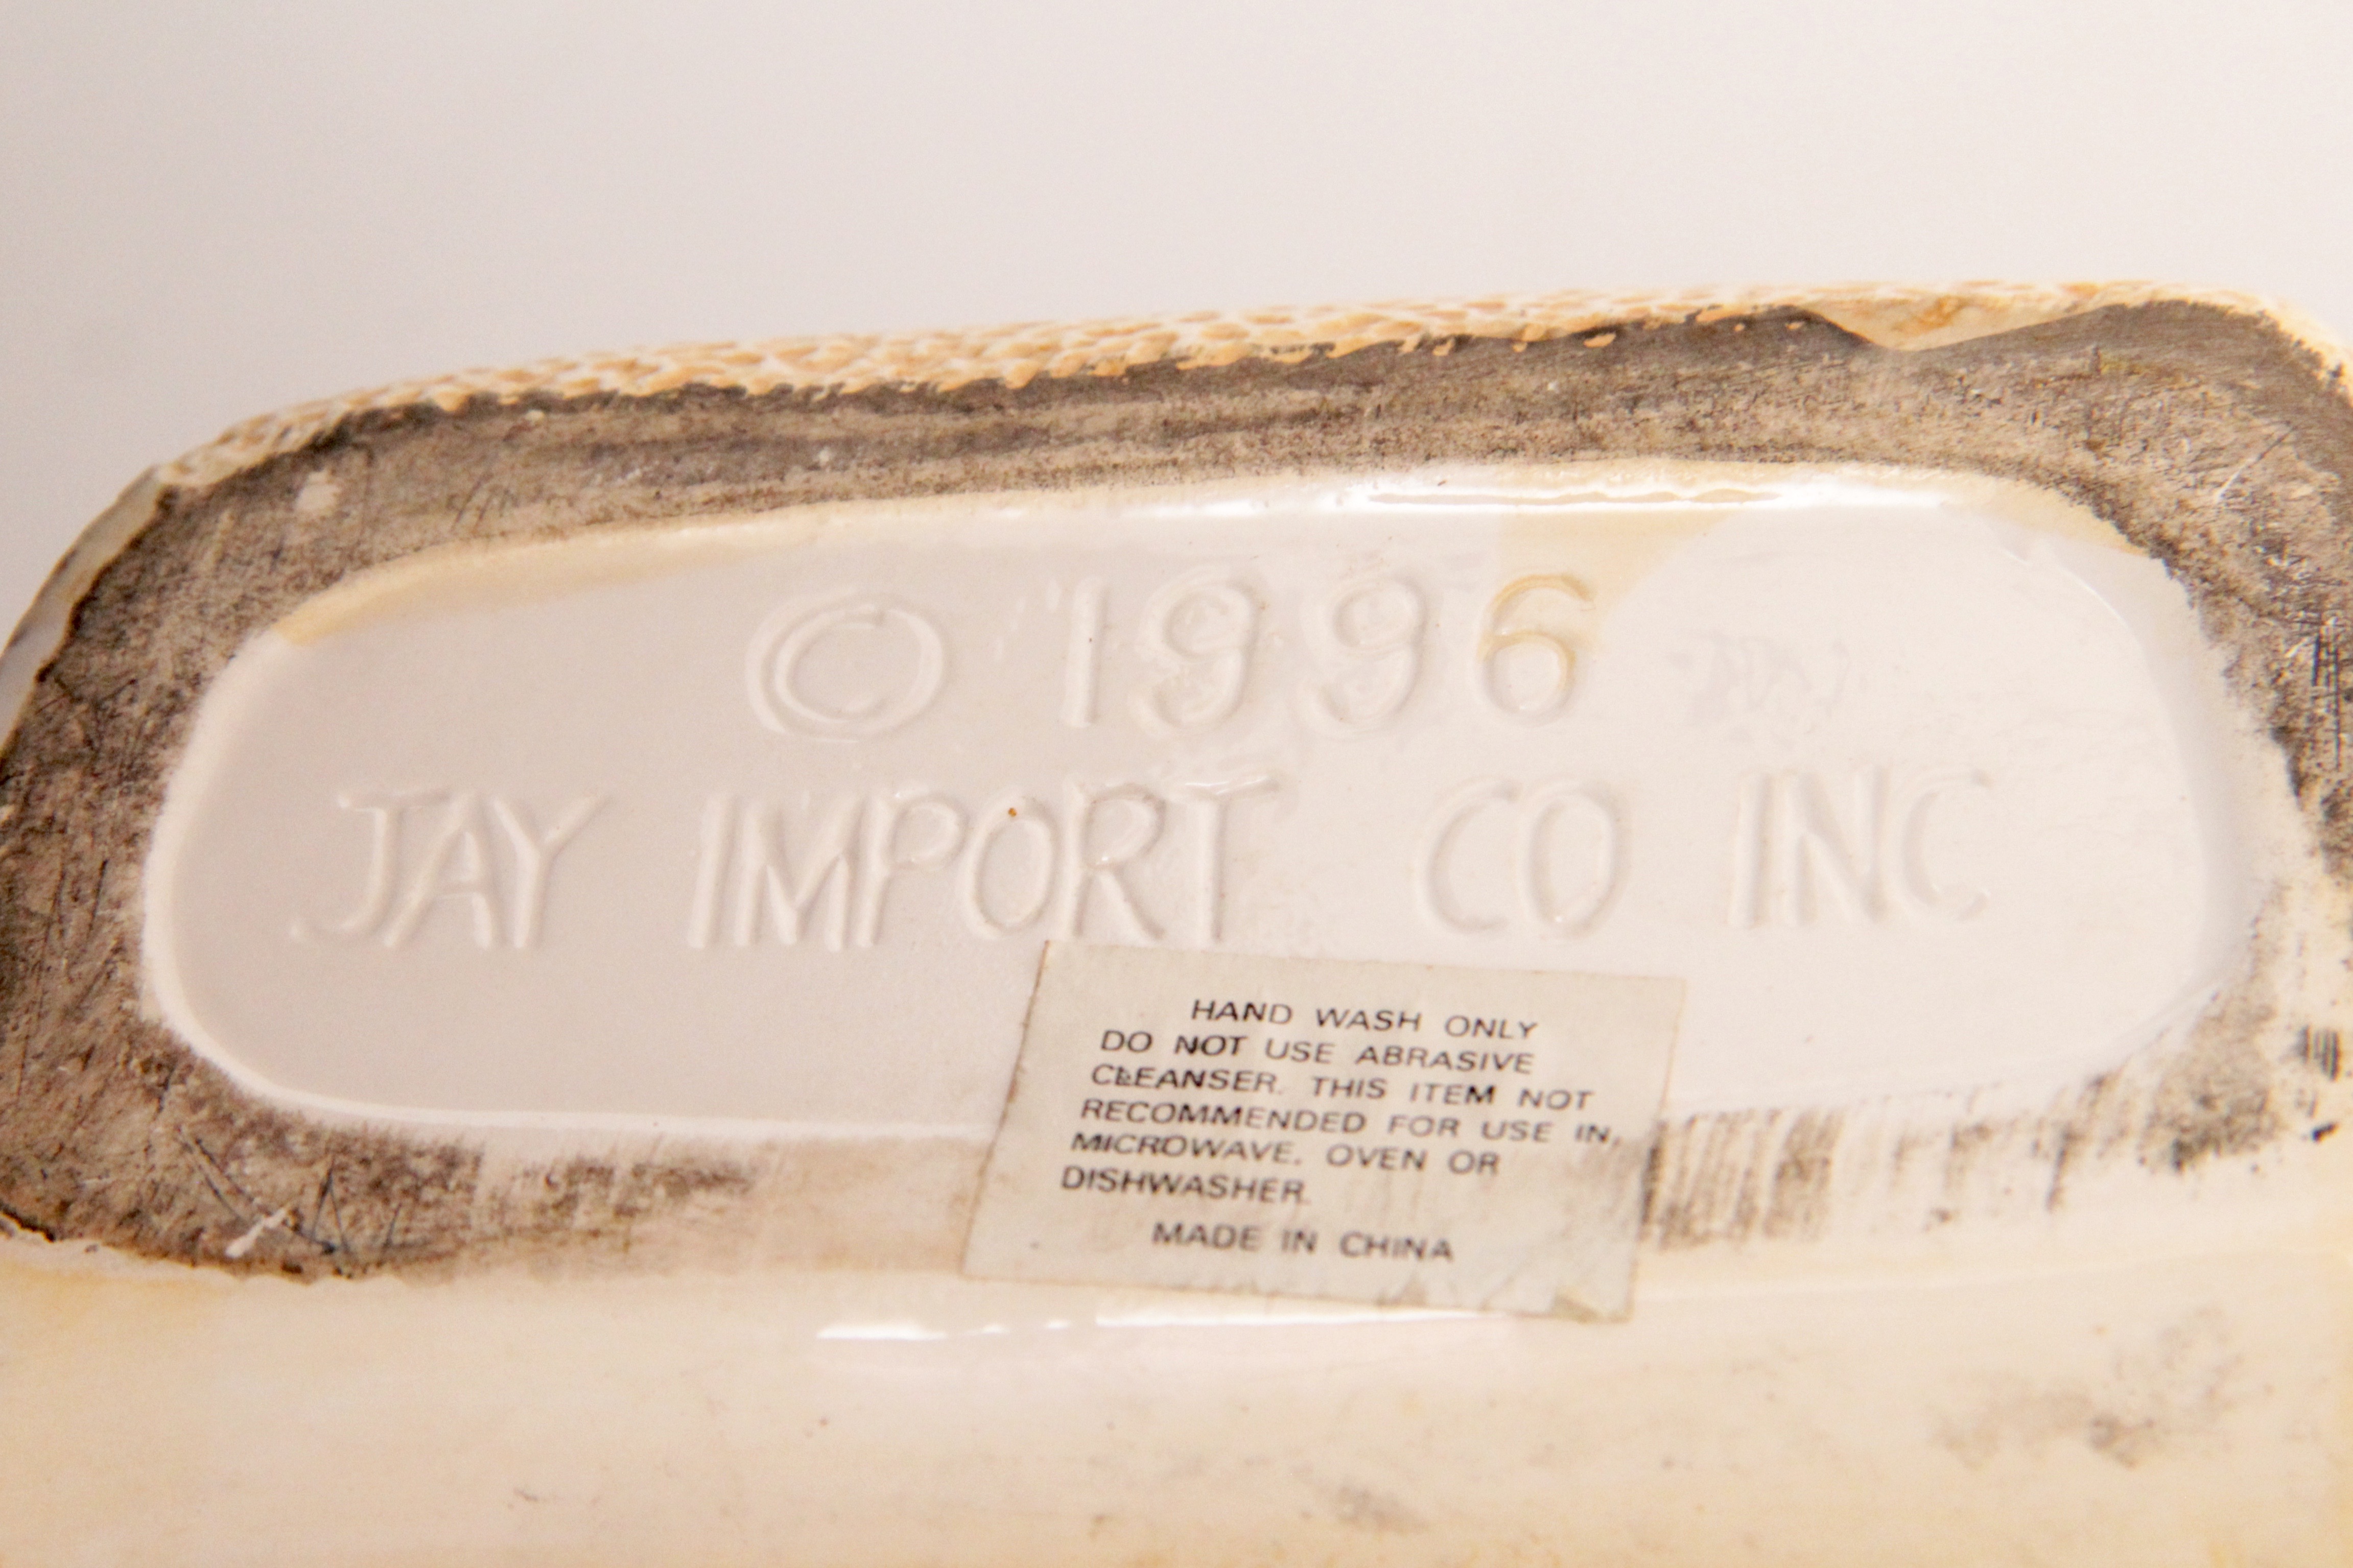 © 1996
JAY IMPORT CO INC
HAND WASH ONLY
DO NOT USE ABRASIVE
CLEANSER. THIS ITEM NOT
RECOMMENDED FOR USE IN,
MICROWAVE. OVEN OR
DISHWASHER.
MADE IN CHINA